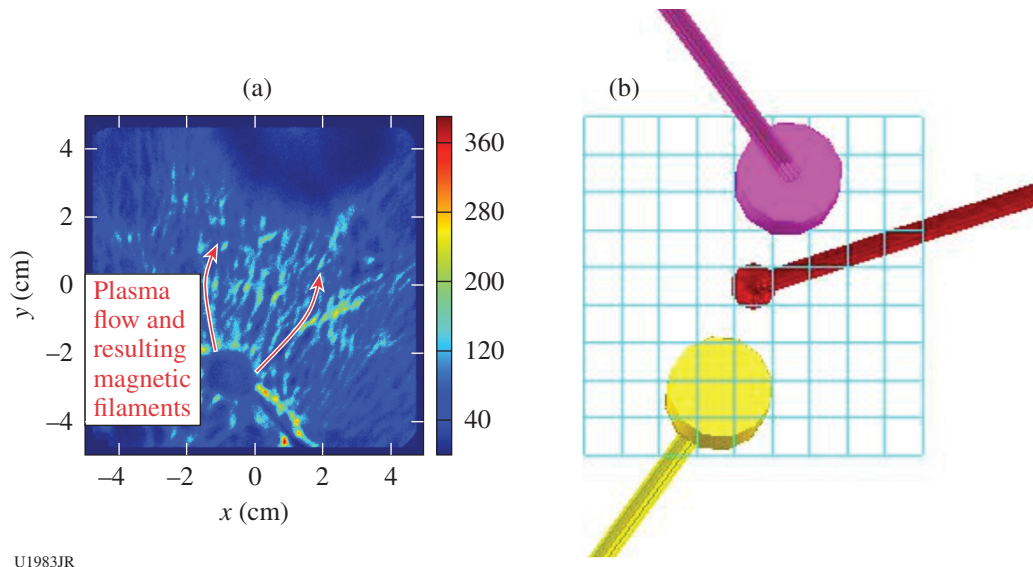 (a)
(b)
4
2
0
−2
−4
y (cm)
−4
−2
0
2
4
x (cm)
360
280
200
120
40
Plasma
flow and
resulting
magnetic
filaments
U1983JR